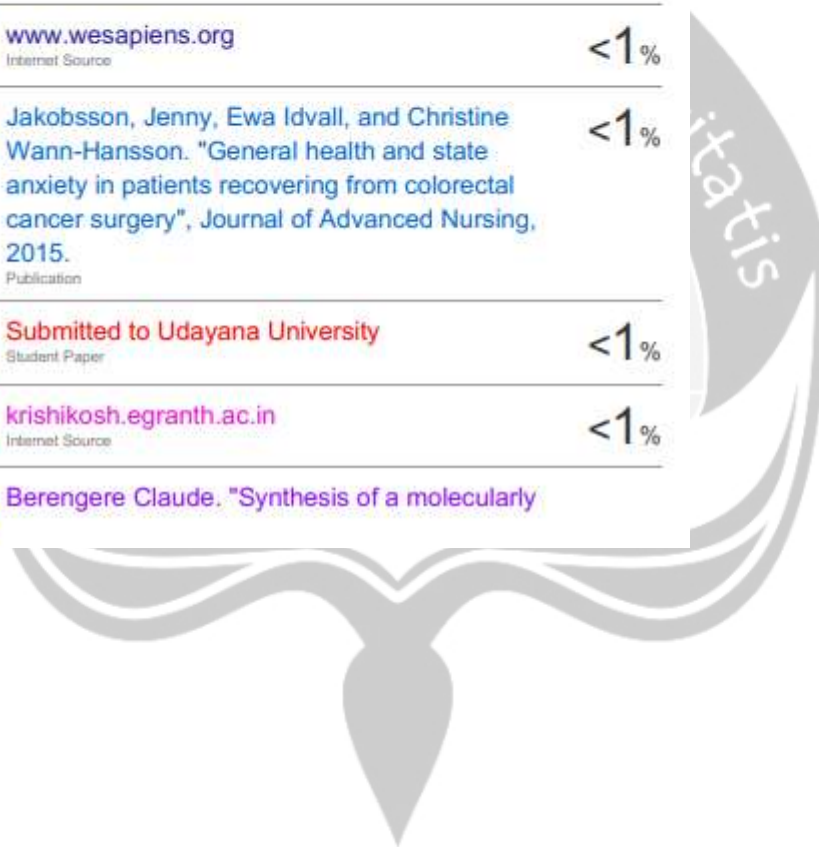 www.wesapiens.org
Internet Source
<1%
Jakobsson, Jenny, Ewa Idvall, and Christine
Wann-Hansson. "General health and state
anxiety in patients recovering from colorectal
cancer surgery", Journal of Advanced Nursing,
2015.
Publication
<1%
Submitted to Udayana University
Student Paper
<1%
krishikosh.egranth.ac.in
Internet Source
<1%
Berengere Claude. "Synthesis of a molecularly